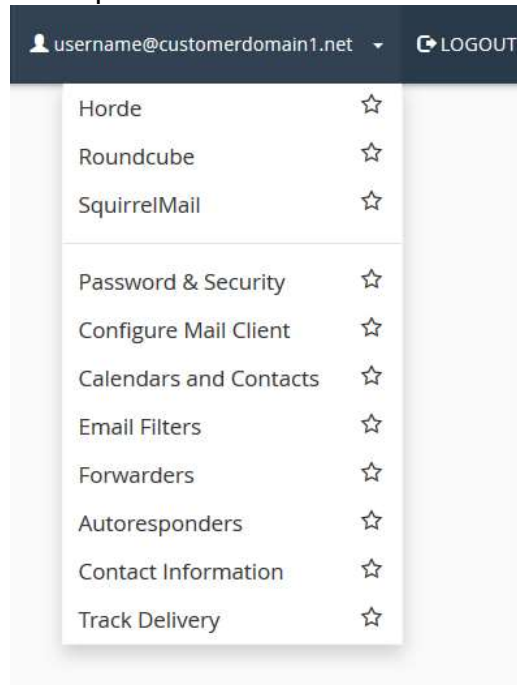 username@customerdomain1.net LOGOUT
Horde
Roundcube
SquirrelMail
Password & Security
Configure Mail Client
Calendars and Contacts
Email Filters
Forwarders
Autoresponders
Contact Information
Track Delivery